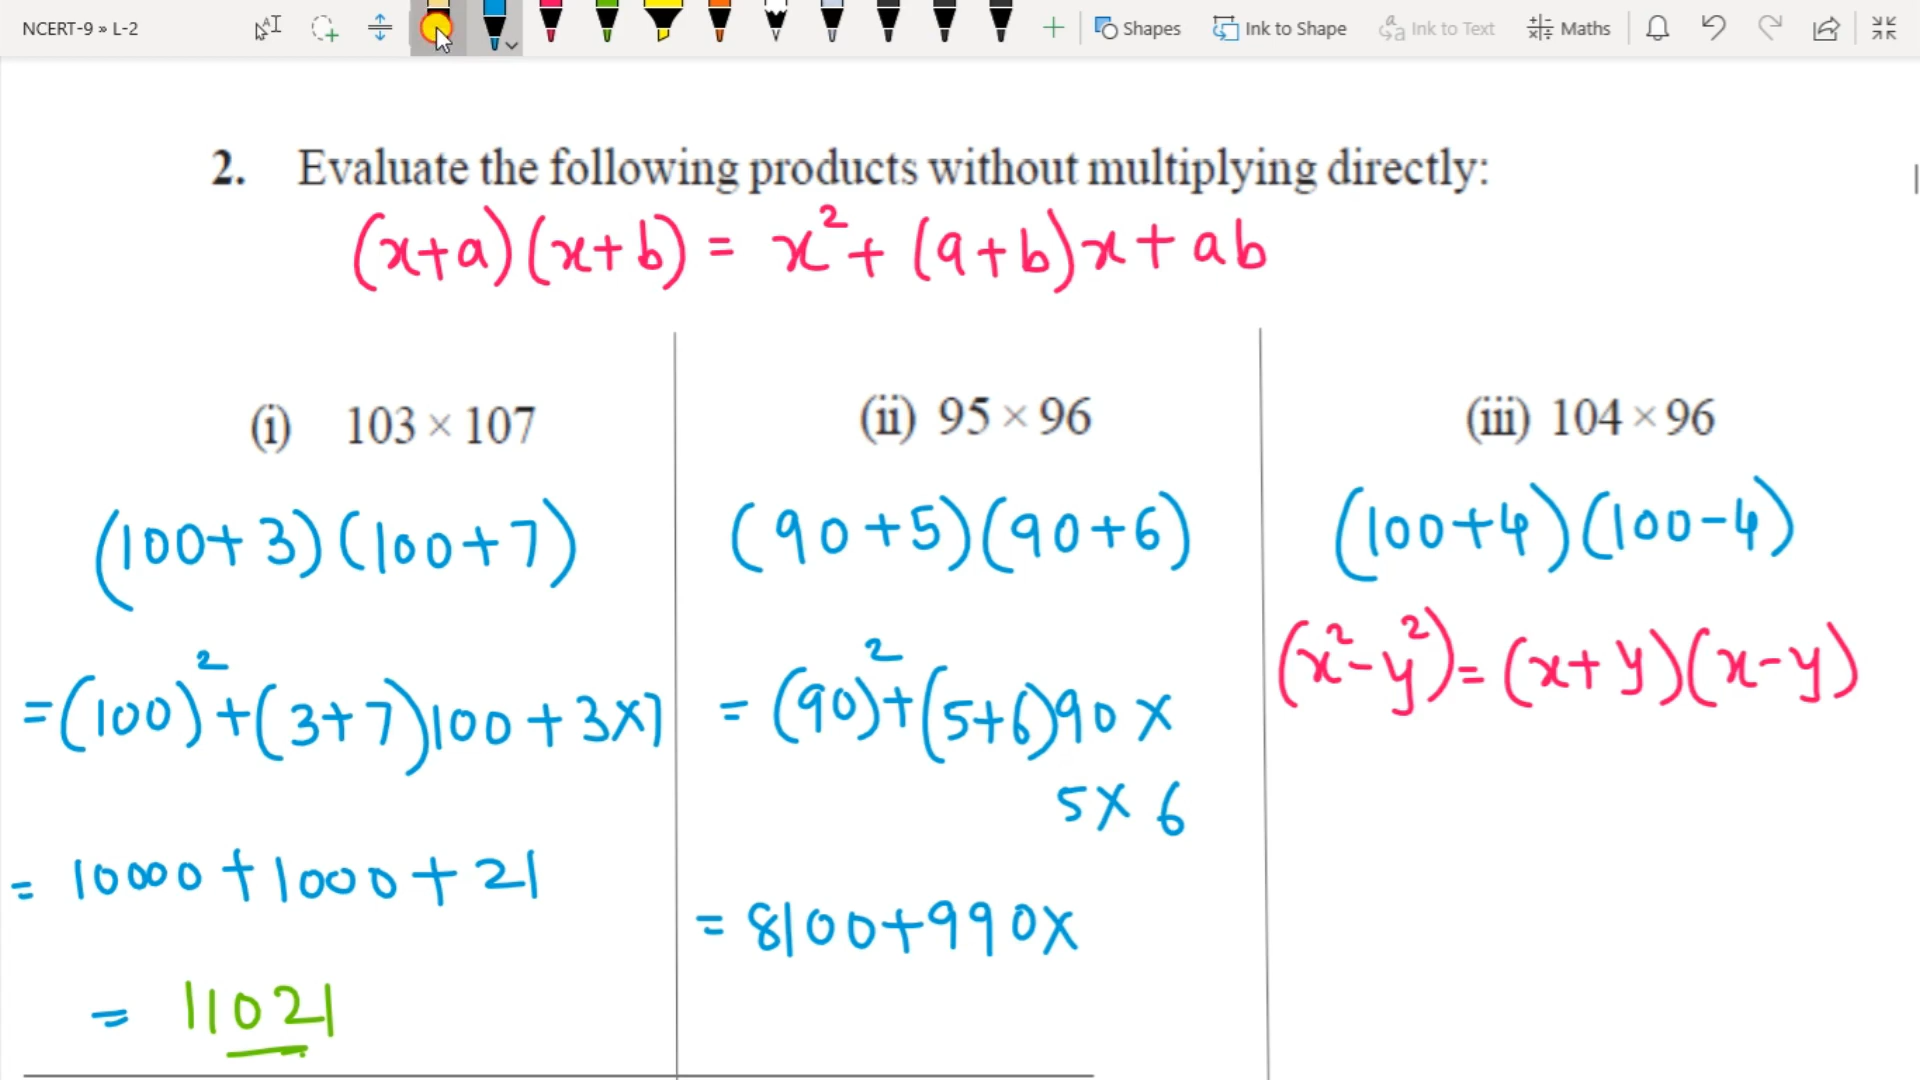 NCERT-9 » L-2
Shapes
Ink to Shape
Ink to Text
Maths
2. Evaluate the following products without multiplying directly:
(x+a)(x+b) = x² + (a+b)x + ab
(i) 103 × 107
(100+3)(100+7)
=(100)²+(3+7)100+3×7
= 10000+1000+21
= 11021
(ii) 95 × 96
(90+5)(90+6)
= (90)²+(5+6)90 ×
5× 6
= 8100+990×
(iii) 104 × 96
(100+4)(100-4)
(x²-y²)= (x+y)(x-y)